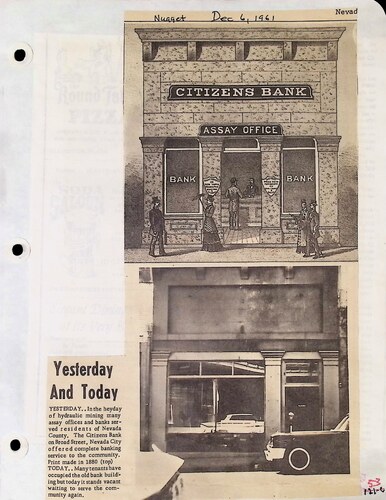 Nugget Dec 6, 1961
Nevad
CITIZENS BANK
ASSAY OFFICE
BANK
BANK
Yesterday
And Today
YESTERDAY. . In the heyday
of hydraulic mining many
assay offices and banks ser-
ved residents of Nevada
County. The Citizens Bank
on Broad Street, Nevada City
offered complete banking
service to the community.
Print made in 1880 (top)
TODAY. . Many tenants have
occupied the old bank build-
ing but today it stands vacant
waiting to serve the com-
munity again.